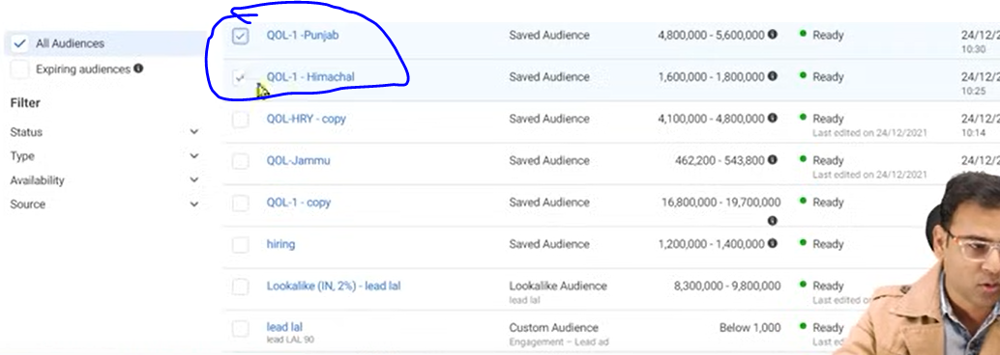 All Audiences
Expiring audiences
Filter
Status
Type
Availability
Source
QOL-1 -Punjab Saved Audience 4,800,000 - 5,600,000 Ready 24/12/2
10:30
QOL-1 - Himachal Saved Audience 1,600,000 - 1,800,000 Ready 24/12/2
10:25
QOL-HRY - copy Saved Audience 4,100,000 - 4,800,000 Ready 24/12/2
Last edited on 24/12/2021 10:14
QOL-Jammu Saved Audience 462,200 - 543,800 Ready 24/12/2
Last edited on 24/12/2021
QOL-1 - copy Saved Audience 16,800,000 - 19,700,000 Ready
hiring Saved Audience 1,200,000 - 1,400,000 Ready
Lookalike (IN, 2%) - lead lal Lookalike Audience 8,300,000 - 9,800,000 Ready
lead lal Last edited o
lead lal Custom Audience Below 1,000 Ready
lead LAL 90 Engagement – Lead ad Last ed